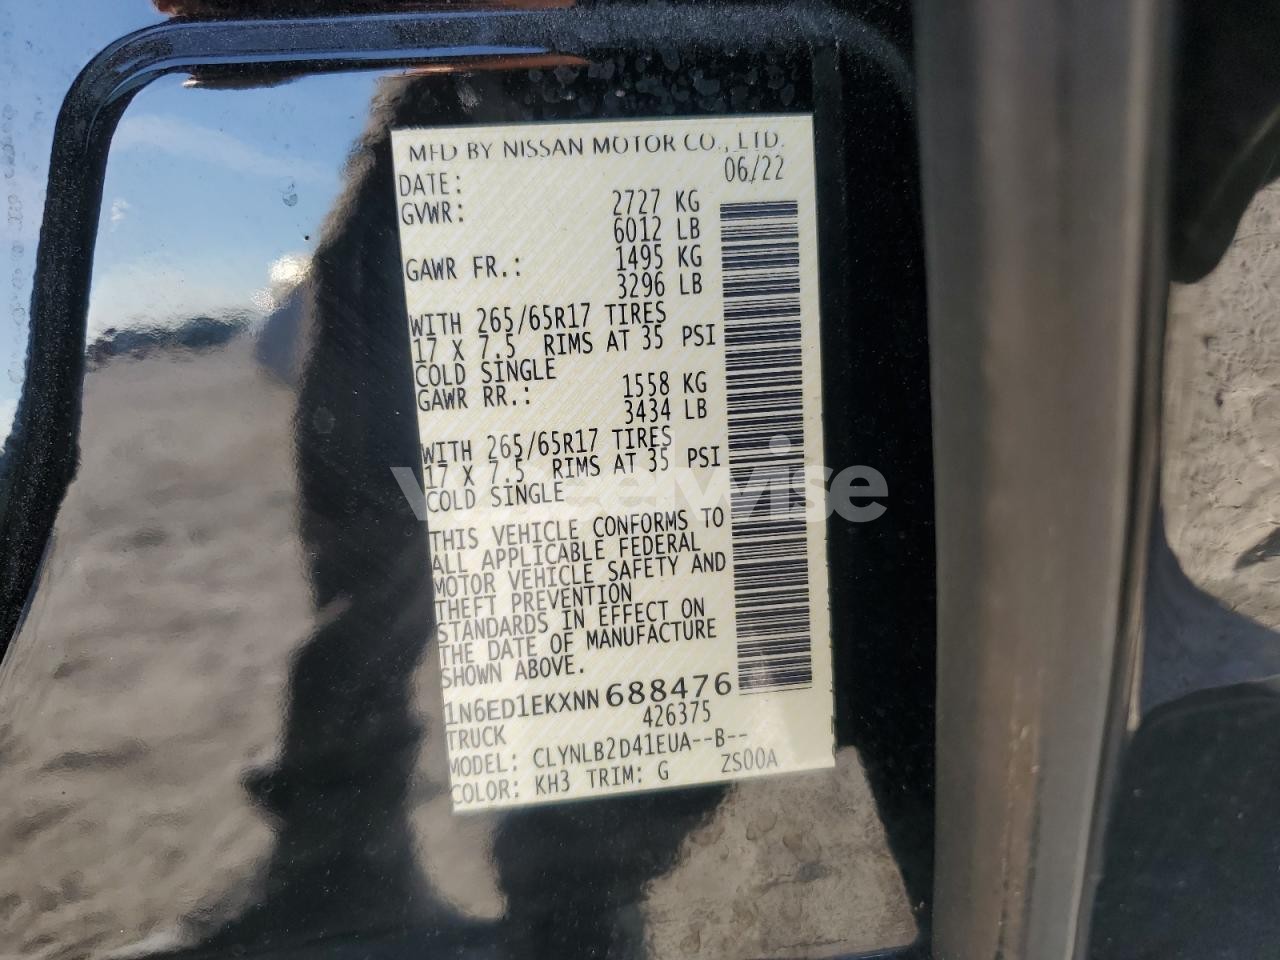 MFD BY NISSAN MOTOR CO., LTD.
DATE: 06/22
GVWR: 2727 KG
6012 LB
GAWR FR.: 1495 KG
3296 LB
WITH 265/65R17 TIRES
17 X 7.5 RIMS AT 35 PSI
COLD SINGLE
GAWR RR.: 1558 KG
3434 LB
WITH 265/65R17 TIRES
17 X 7.5 RIMS AT 35 PSI
COLD SINGLE
wheelwise
THIS VEHICLE CONFORMS TO
ALL APPLICABLE FEDERAL
MOTOR VEHICLE SAFETY AND
THEFT PREVENTION
STANDARDS IN EFFECT ON
THE DATE OF MANUFACTURE
SHOWN ABOVE.
1N6ED1EKXNN688476
TRUCK 426375
MODEL: CLYNLB2D41EUA--B--
COLOR: KH3 TRIM: G ZS00A